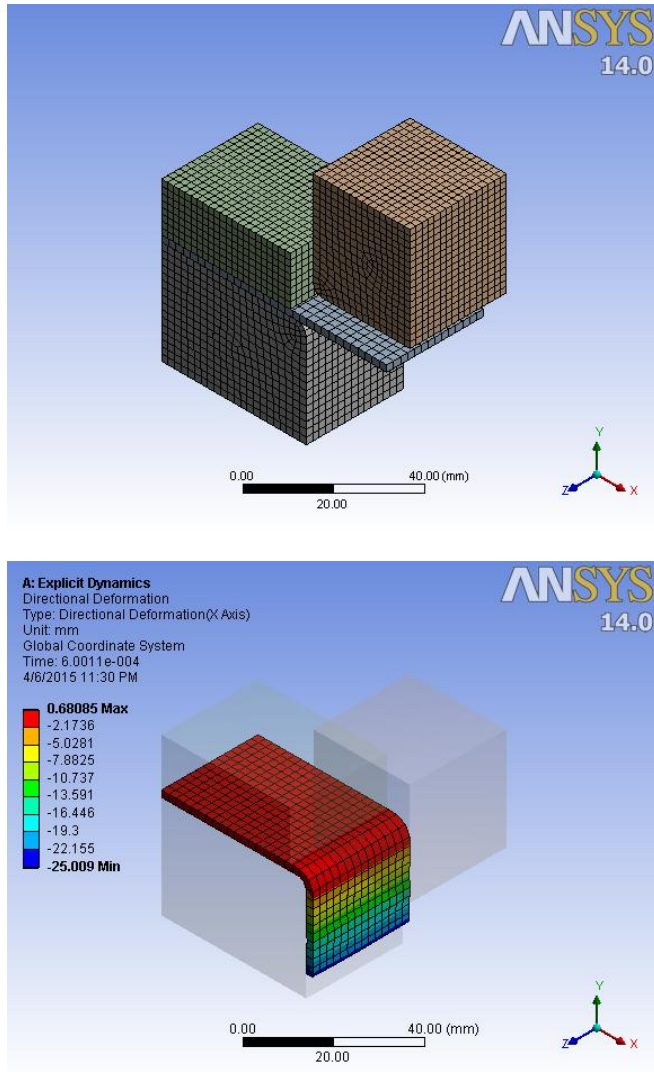 ANSYS
14.0
Y
Z
X
0.00
40.00 (mm)
20.00
A: Explicit Dynamics
Directional Deformation
Type: Directional Deformation(X Axis)
Unit: mm
Global Coordinate System
Time: 6.0011e-004
4/6/2015 11:30 PM
ANSYS
14.0
0.68085 Max
-2.1736
-5.0281
-7.8825
-10.737
-13.591
-16.446
-19.3
-22.155
-25.009 Min
Y
Z
X
0.00
40.00 (mm)
20.00